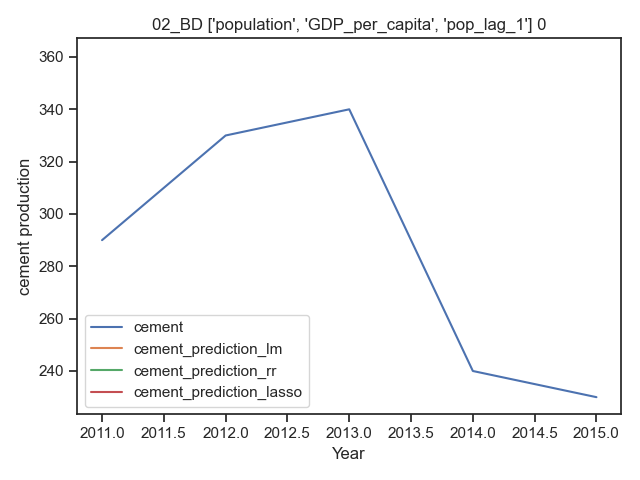 02_BD ['population', 'GDP_per_capita', 'pop_lag_1'] 0
360
340
320
300
280
260
240
cement production
cement
cement_prediction_lm
cement_prediction_rr
cement_prediction_lasso
2011.0 2011.5 2012.0 2012.5 2013.0 2013.5 2014.0 2014.5 2015.0
Year